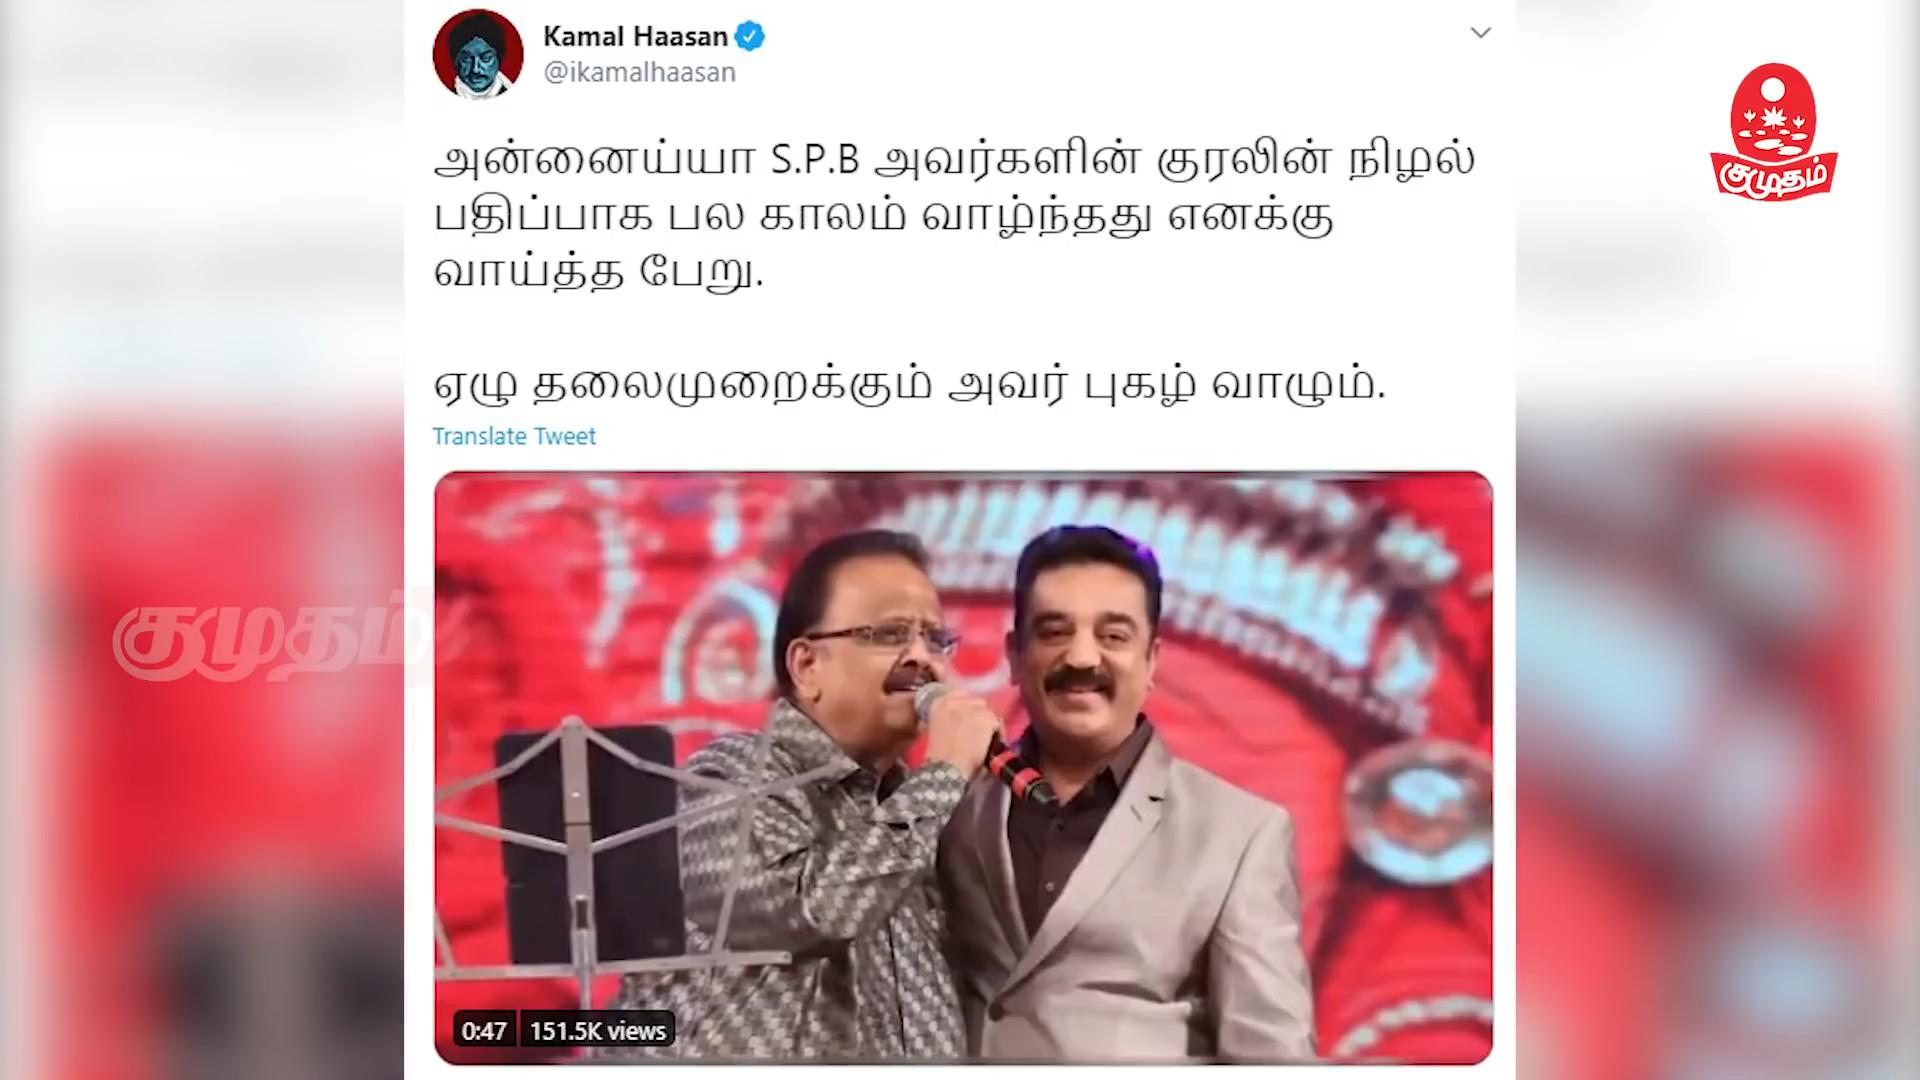 Kamal Haasan
@ikamalhaasan
குமுதம்
அன்னைய்யா S.P.B அவர்களின் குரலின் நிழல்
பதிப்பாக பல காலம் வாழ்ந்தது எனக்கு
வாய்த்த பேறு.
ஏழு தலைமுறைக்கும் அவர் புகழ் வாழும்.
Translate Tweet
குமுதம்
0:47 151.5K views